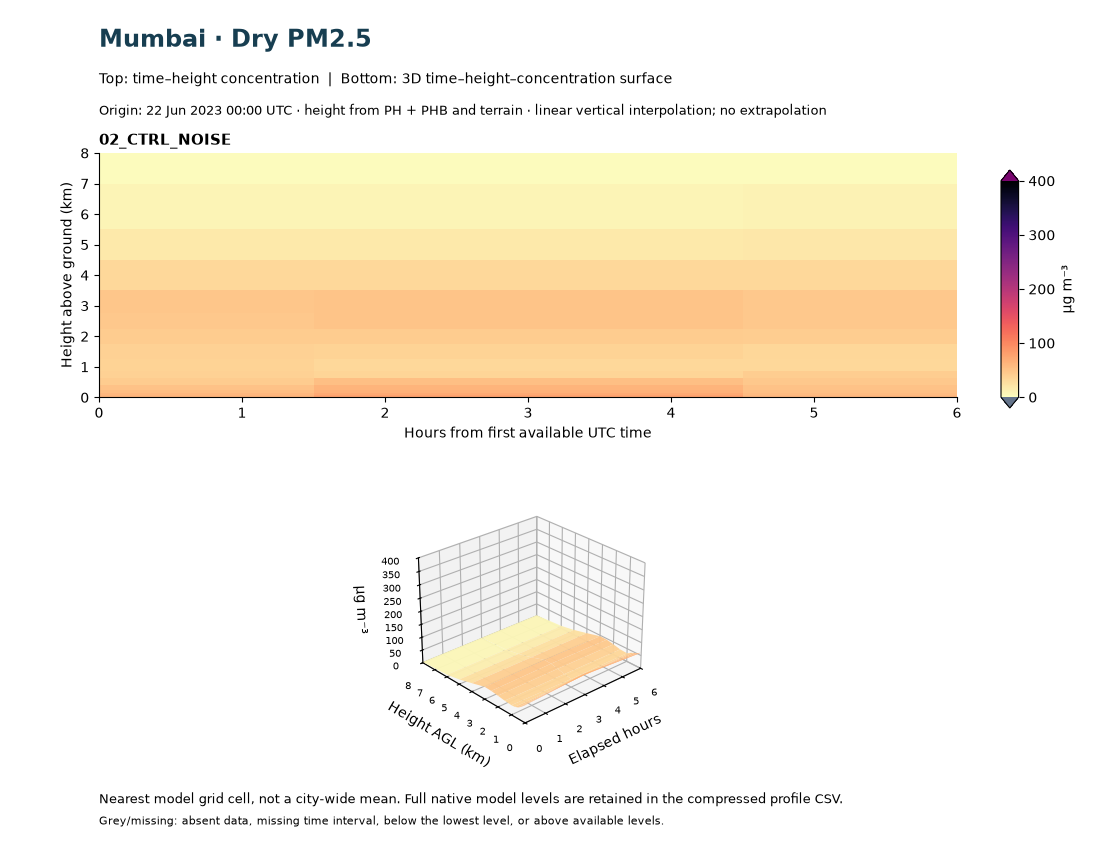 Mumbai · Dry PM2.5
Top: time–height concentration | Bottom: 3D time–height–concentration surface
Origin: 22 Jun 2023 00:00 UTC · height from PH + PHB and terrain · linear vertical interpolation; no extrapolation
02_CTRL_NOISE
8
7
6
5
4
3
2
1
0
Height above ground (km)
0 1 2 3 4 5 6
Hours from first available UTC time
400
300
200
100
0
µg m⁻³
400
350
300
250
200
150
100
50
0
µg m⁻³
8 7 6 5 4 3 2 1 0
Height AGL (km)
0 1 2 3 4 5 6
Elapsed hours
Nearest model grid cell, not a city-wide mean. Full native model levels are retained in the compressed profile CSV.
Grey/missing: absent data, missing time interval, below the lowest level, or above available levels.